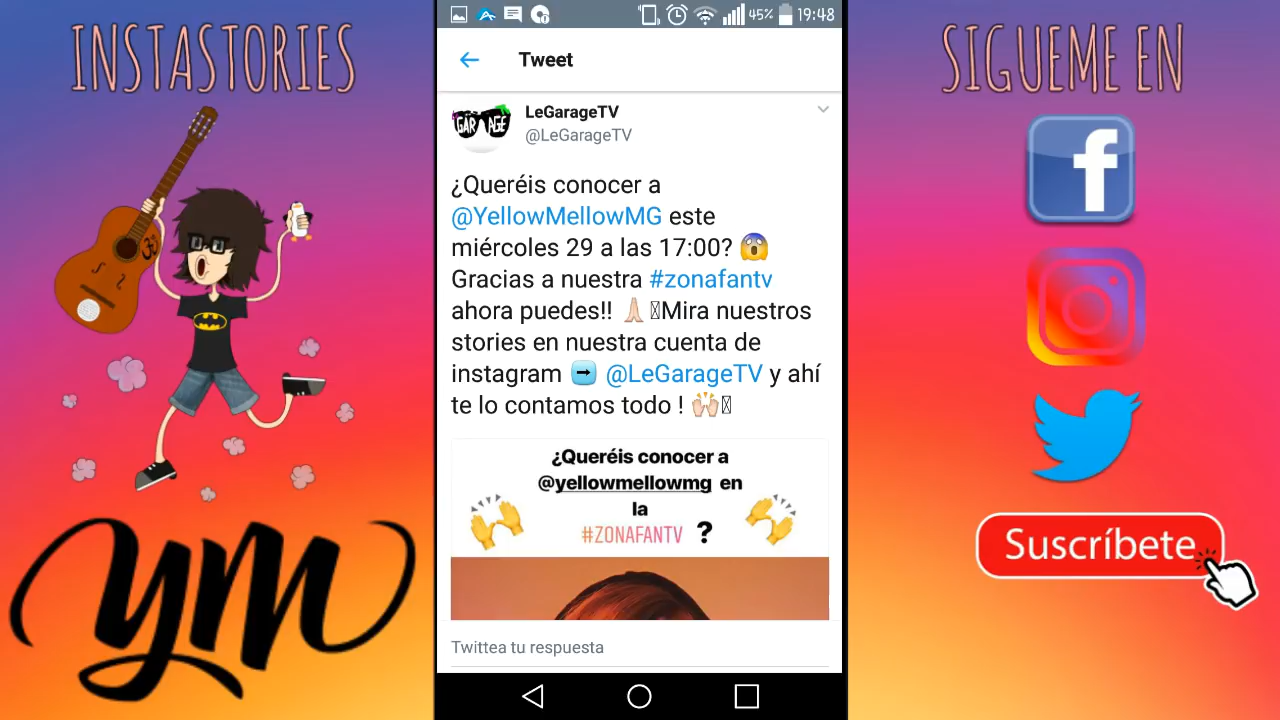 INSTASTORIES
ym
45% 19:48
Tweet
GARAGE
LeGarageTV
@LeGarageTV
¿Queréis conocer a
@YellowMellowMG este
miércoles 29 a las 17:00? 😱
Gracias a nuestra #zonafantv
ahora puedes!! 🙏🏻Mira nuestros
stories en nuestra cuenta de
instagram ➡ @LeGarageTV y ahí
te lo contamos todo ! 🙌🏻
¿Queréis conocer a
@yellowmellowmg en
la
#ZONAFANTV ?
Twittea tu respuesta
SIGUEME EN
f
Suscríbete